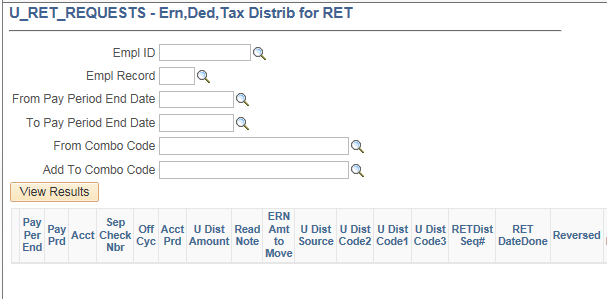 U_RET_REQUESTS - Ern,Ded,Tax Distrib for RET
Empl ID
Empl Record
From Pay Period End Date
To Pay Period End Date
From Combo Code
Add To Combo Code
View Results
Pay Per End
Pay Prd
Acct
Sep Check Nbr
Off Cyc
Acct Prd
U Dist Amount
Read Note
ERN Amt to Move
U Dist Source
U Dist Code2
U Dist Code1
U Dist Code3
RETDist Seq#
RET DateDone
Reversed